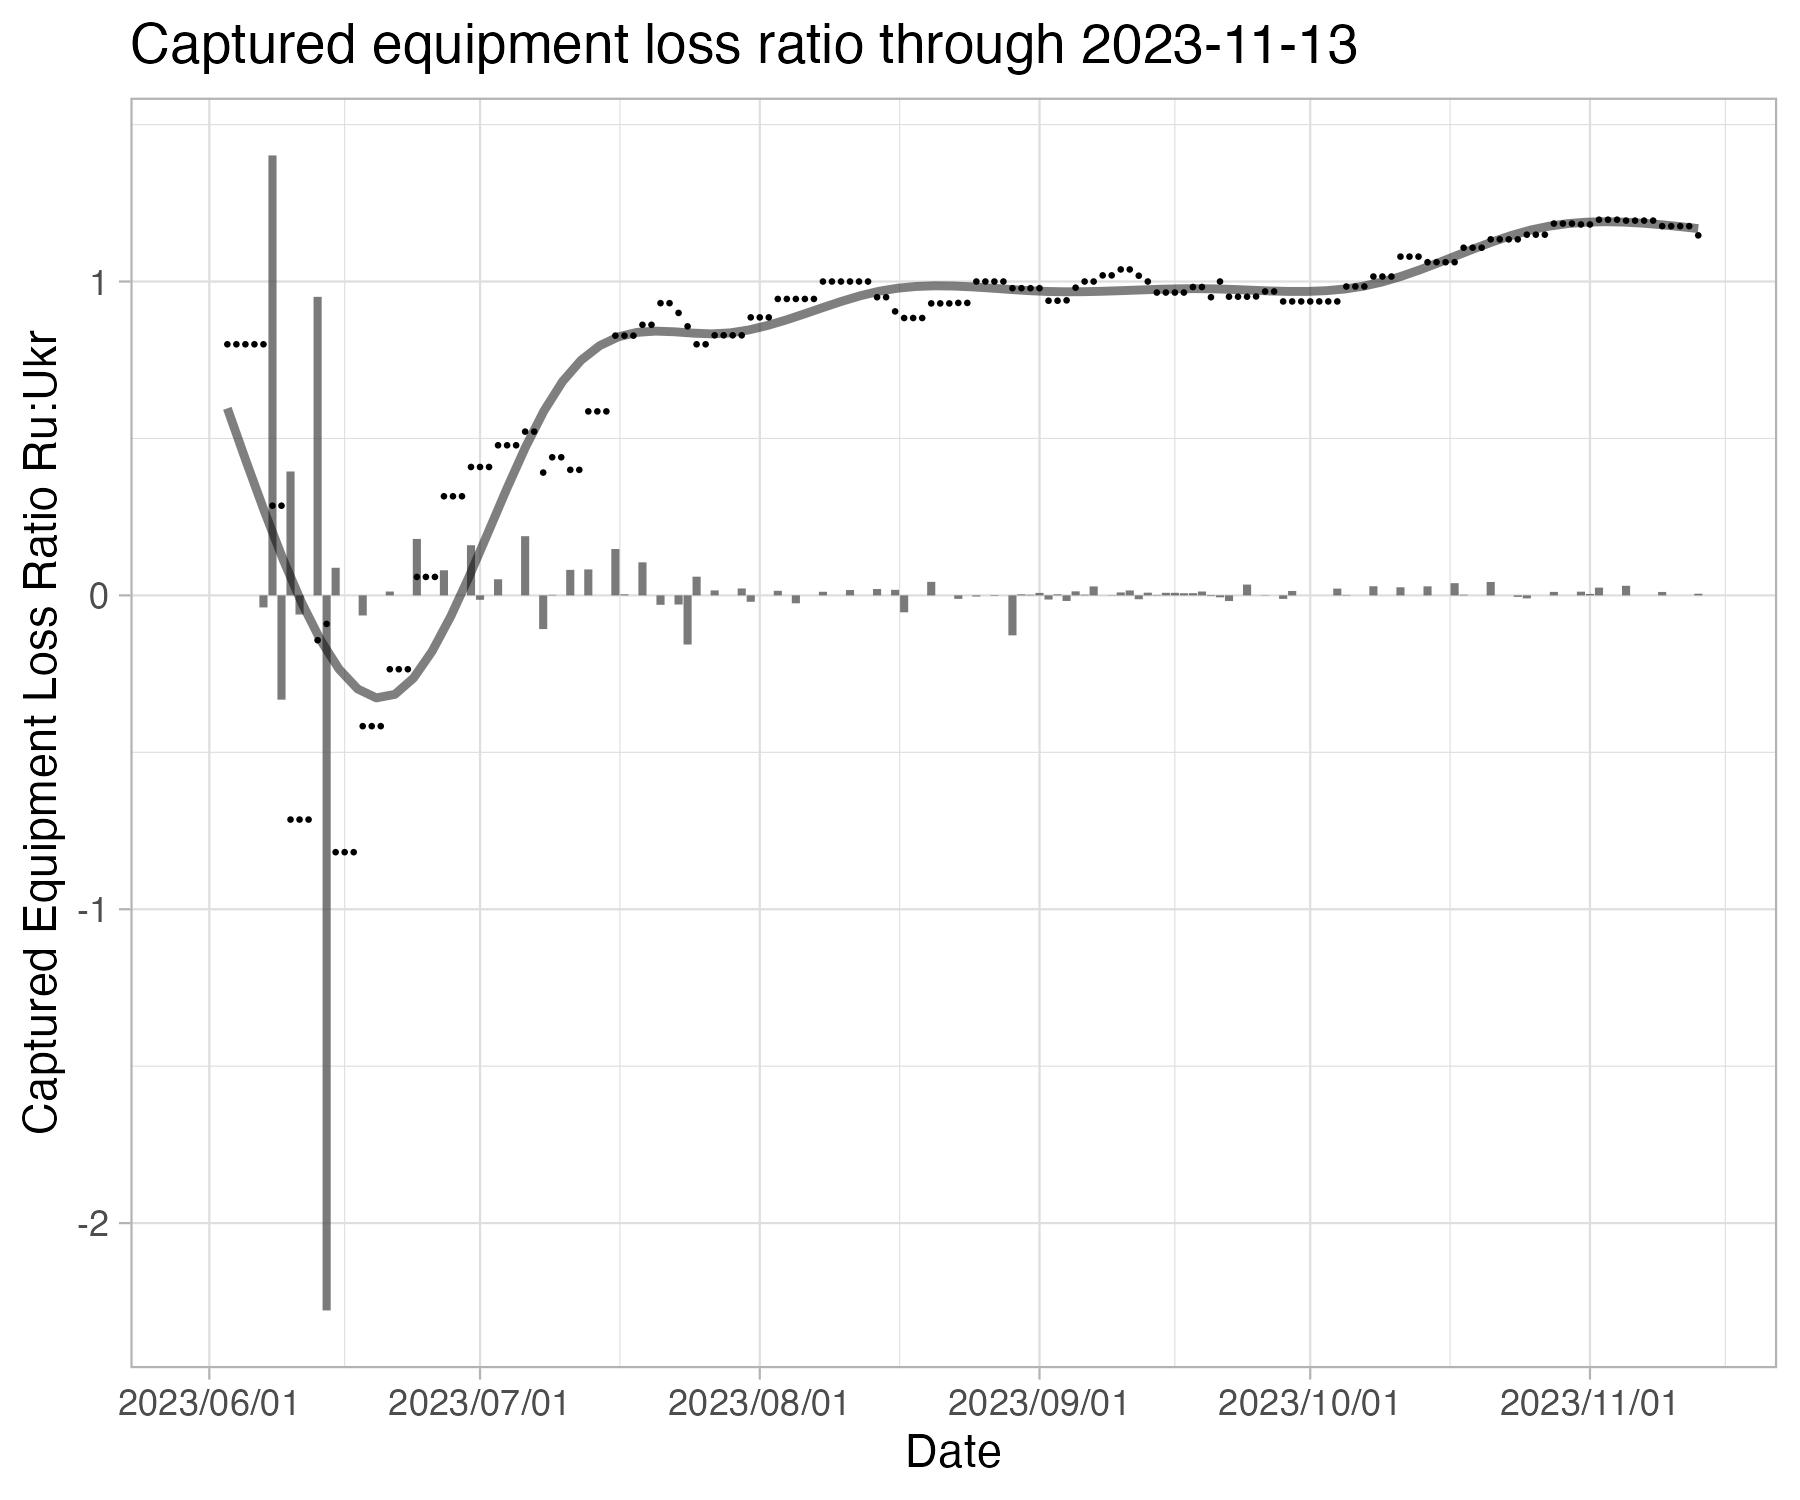 Captured equipment loss ratio through 2023-11-13
Captured Equipment Loss Ratio Ru:Ukr
1
0
-1
-2
2023/06/01 2023/07/01 2023/08/01 2023/09/01 2023/10/01 2023/11/01
Date